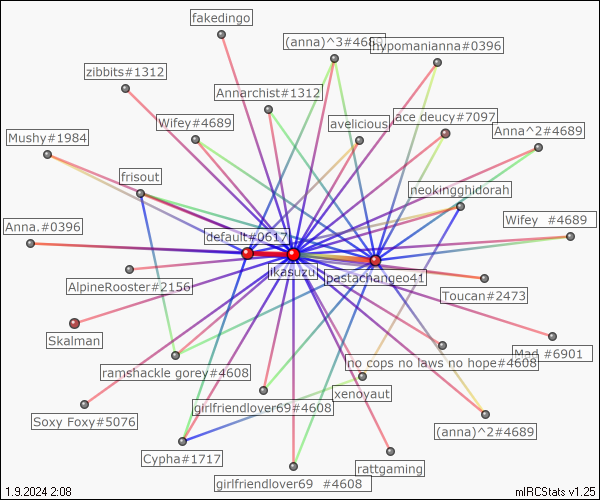 fakedingo
(anna)^3#4689
hypomanianna#0396
zibbits#1312
Annarchist#1312
Wifey#4689
avelicious
ace deucy#7097
Anna^2#4689
Mushy#1984
frisout
neokingghidorah
Anna.#0396
default#0617
Wifey #4689
ikasuzu
pastachangeo41
AlpineRooster#2156
Toucan#2473
Skalman
Mad #6901
ramshackle gorey#4608
no cops no laws no hope#4608
xenoyaut
girlfriendlover69#4608
Soxy Foxy#5076
(anna)^2#4689
Cypha#1717
rattgaming
girlfriendlover69 #4608
1.9.2024 2:08
mIRCStats v1.25